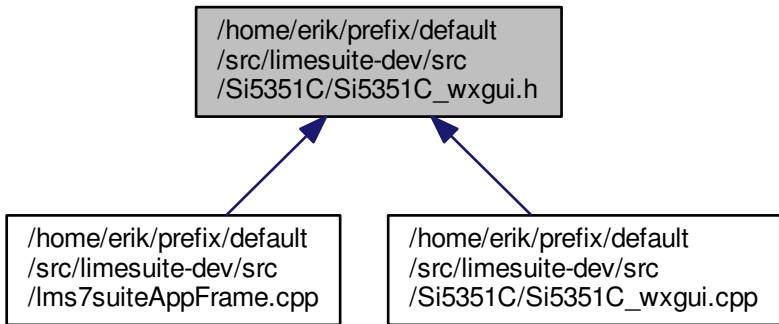 /home/erik/prefix/default
/src/limesuite-dev/src
/Si5351C/Si5351C_wxgui.h
/home/erik/prefix/default
/src/limesuite-dev/src
/lms7suiteAppFrame.cpp
/home/erik/prefix/default
/src/limesuite-dev/src
/Si5351C/Si5351C_wxgui.cpp